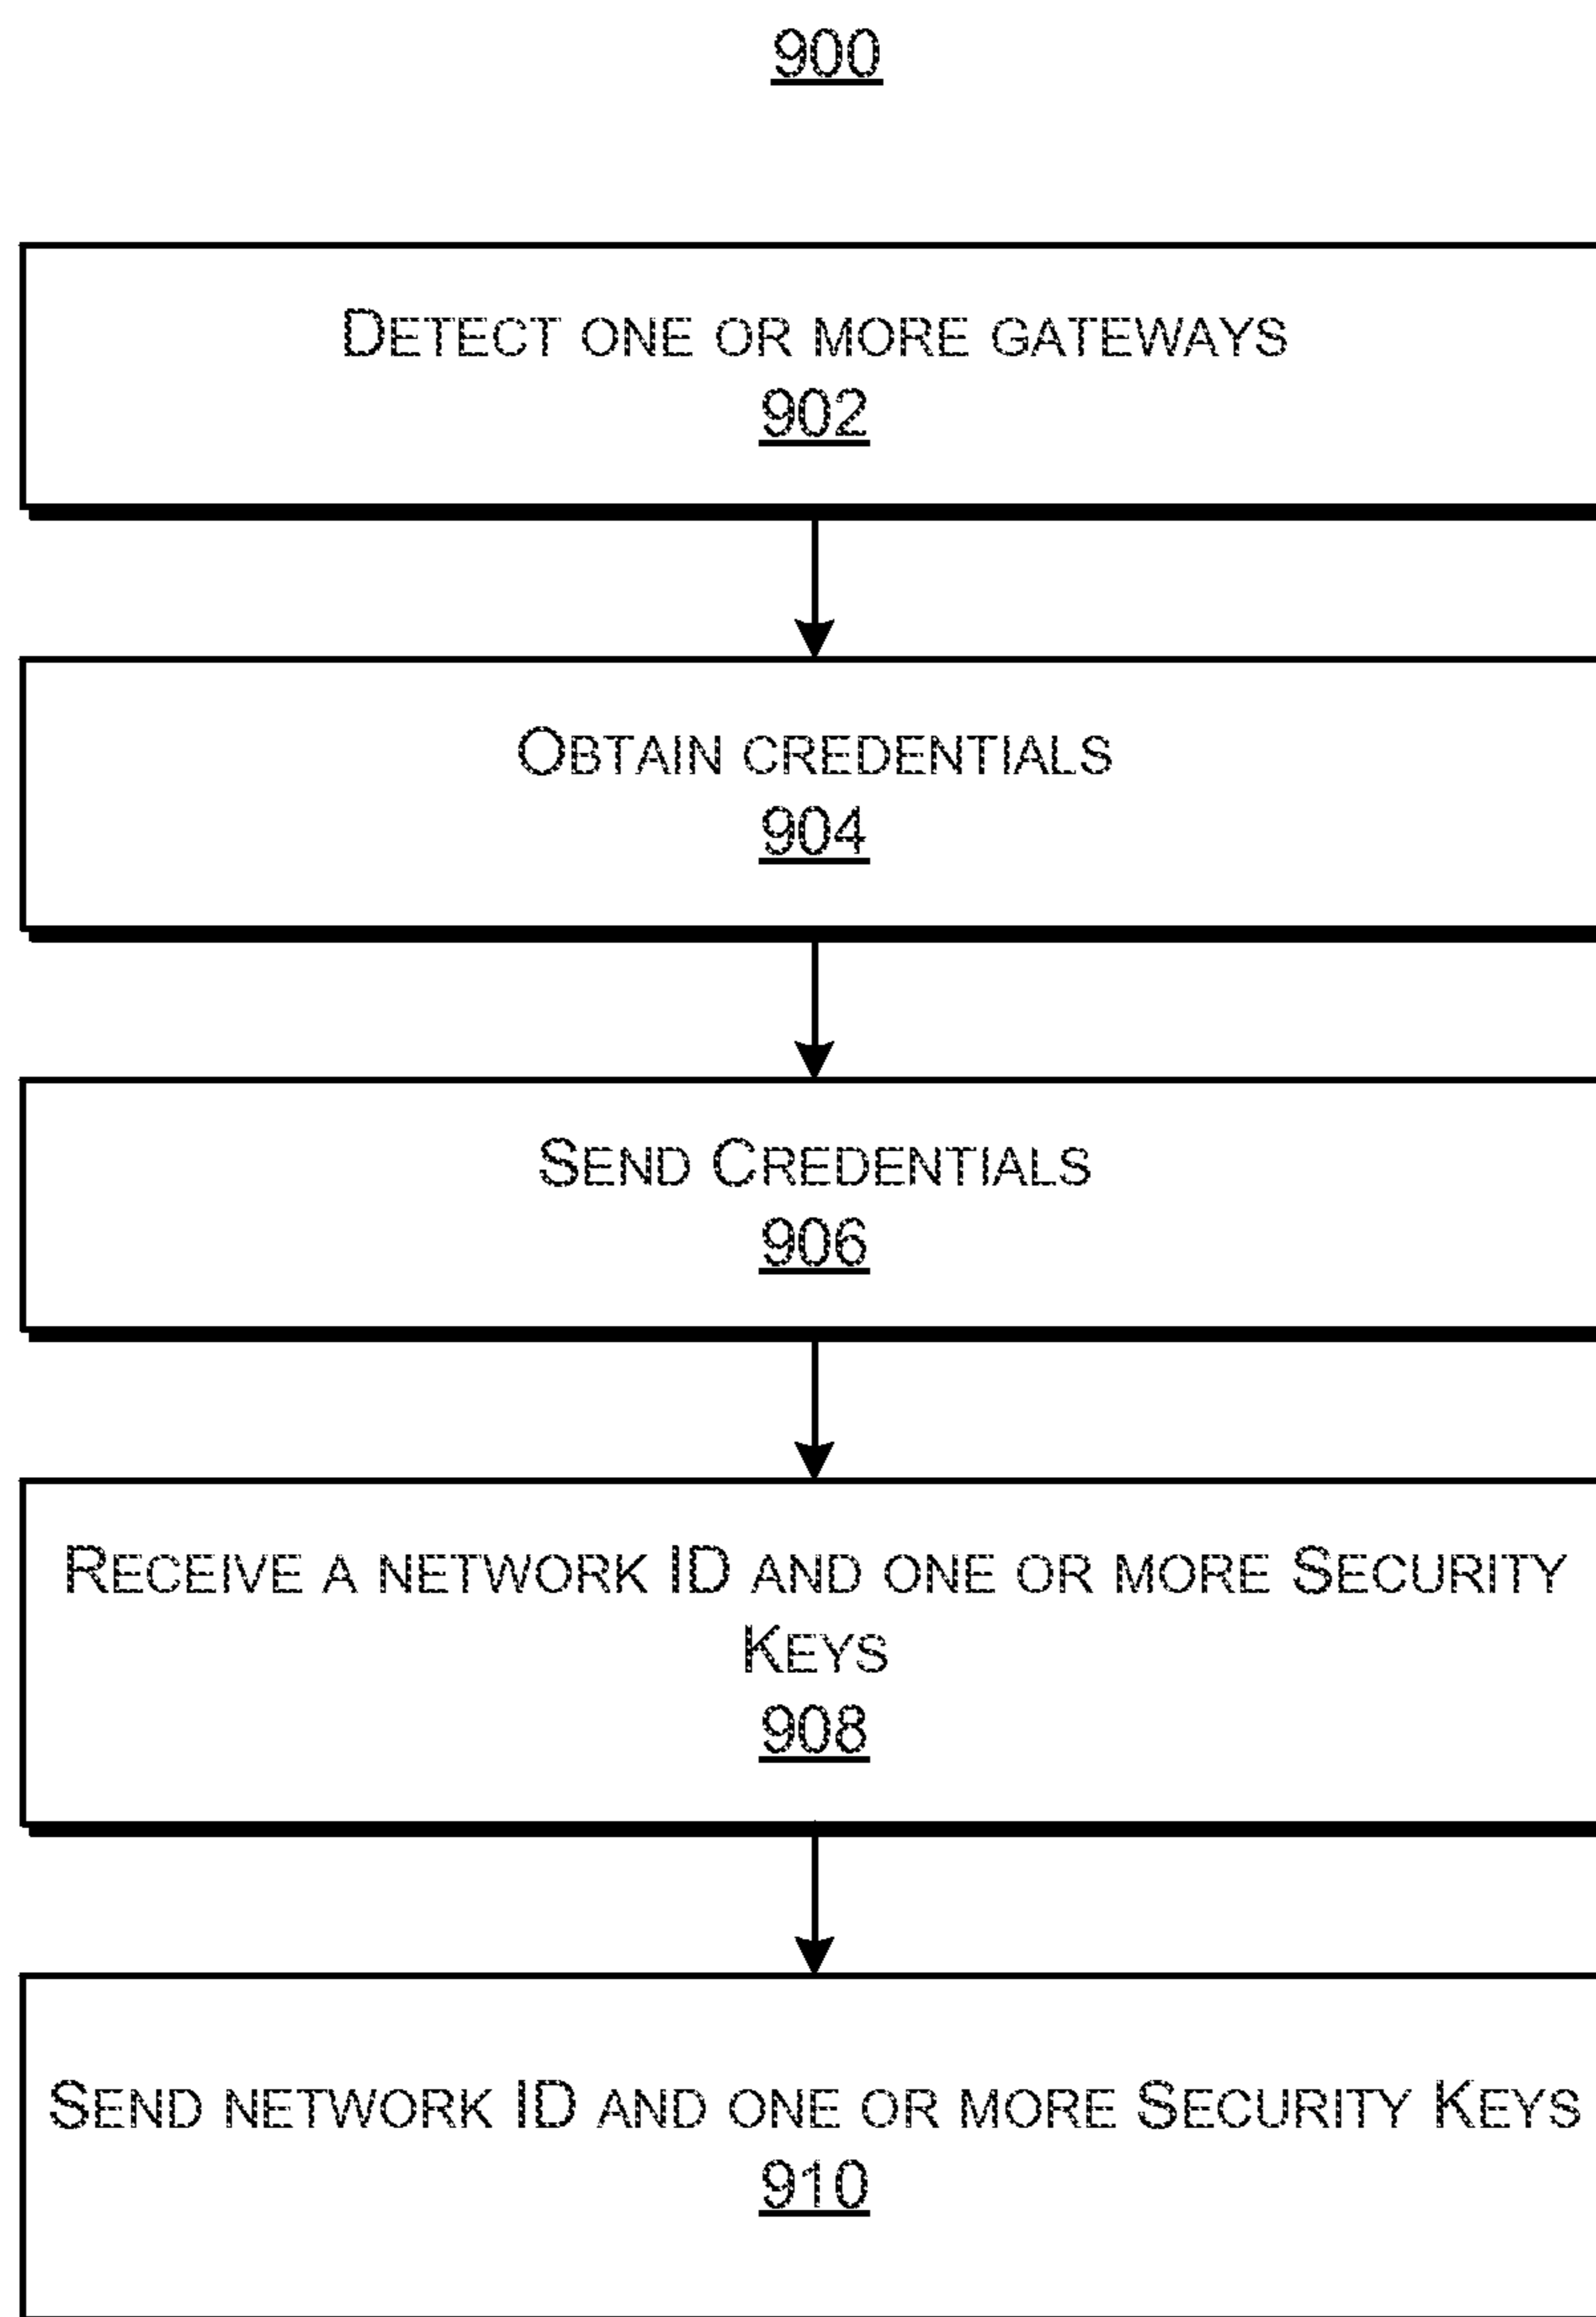 900
DETECT ONE OR MORE GATEWAYS
902
OBTAIN CREDENTIALS
904
SEND CREDENTIALS
906
RECEIVE A NETWORK ID AND ONE OR MORE SECURITY
KEYS
908
SEND NETWORK ID AND ONE OR MORE SECURITY KEYS
910